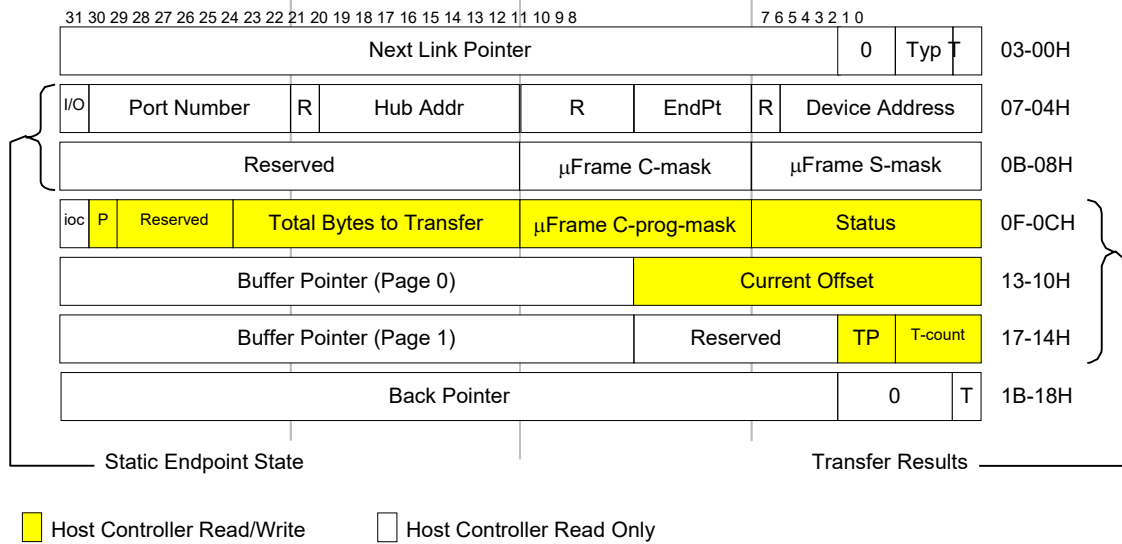 31 30 29 28 27 26 25 24 23 22 21 20 19 18 17 16 15 14 13 12 11 10 9 8 7 6 5 4 3 2 1 0
Next Link Pointer 0 Typ T 03-00H
I/O Port Number R Hub Addr R EndPt R Device Address 07-04H
Reserved μFrame C-mask μFrame S-mask 0B-08H
ioc P Reserved Total Bytes to Transfer μFrame C-prog-mask Status 0F-0CH
Buffer Pointer (Page 0) Current Offset 13-10H
Buffer Pointer (Page 1) Reserved TP T-count 17-14H
Back Pointer 0 T 1B-18H
Static Endpoint State Transfer Results
Host Controller Read/Write Host Controller Read Only